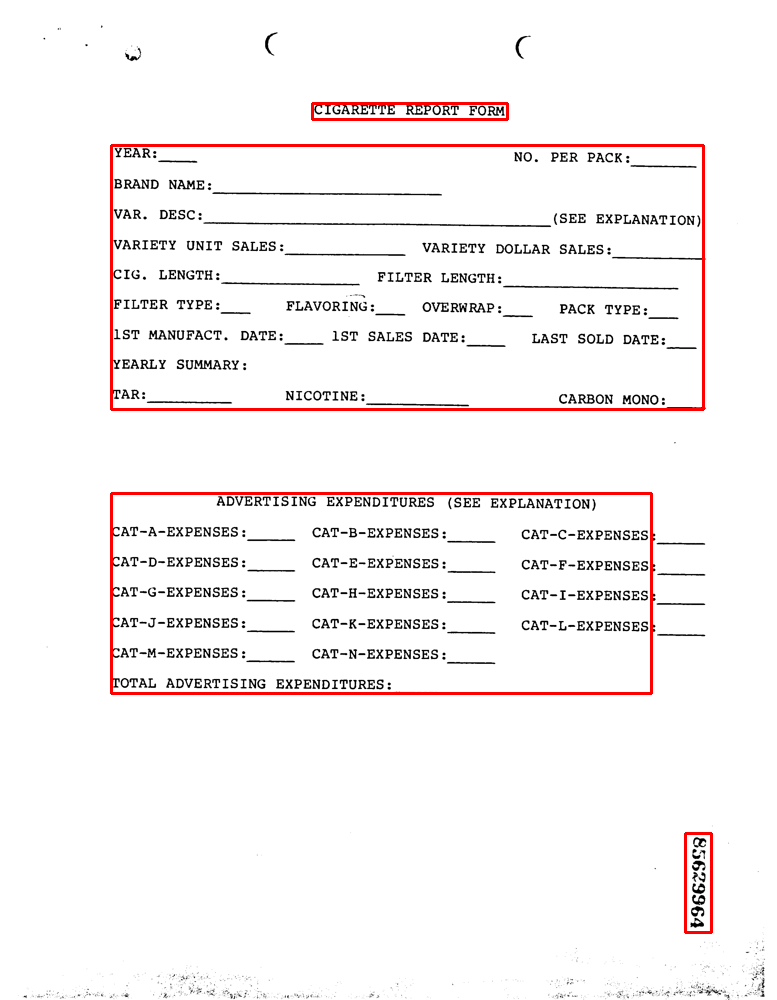 CIGARETTE REPORT FORM
YEAR:____ NO. PER PACK:_______
BRAND NAME:________________________
VAR. DESC:____________________________________(SEE EXPLANATION)
VARIETY UNIT SALES:_____________ VARIETY DOLLAR SALES:__________
CIG. LENGTH:_______________ FILTER LENGTH:___________________
FILTER TYPE:___ FLAVORING:___ OVERWRAP:___ PACK TYPE:___
1ST MANUFACT. DATE:____ 1ST SALES DATE:____ LAST SOLD DATE:___
YEARLY SUMMARY:
TAR:_________ NICOTINE:___________ CARBON MONO:____
ADVERTISING EXPENDITURES (SEE EXPLANATION)
CAT-A-EXPENSES:_____ CAT-B-EXPENSES:_____ CAT-C-EXPENSES:_____
CAT-D-EXPENSES:_____ CAT-E-EXPENSES:_____ CAT-F-EXPENSES:_____
CAT-G-EXPENSES:_____ CAT-H-EXPENSES:_____ CAT-I-EXPENSES:_____
CAT-J-EXPENSES:_____ CAT-K-EXPENSES:_____ CAT-L-EXPENSES:_____
CAT-M-EXPENSES:_____ CAT-N-EXPENSES:_____
TOTAL ADVERTISING EXPENDITURES:
85629964